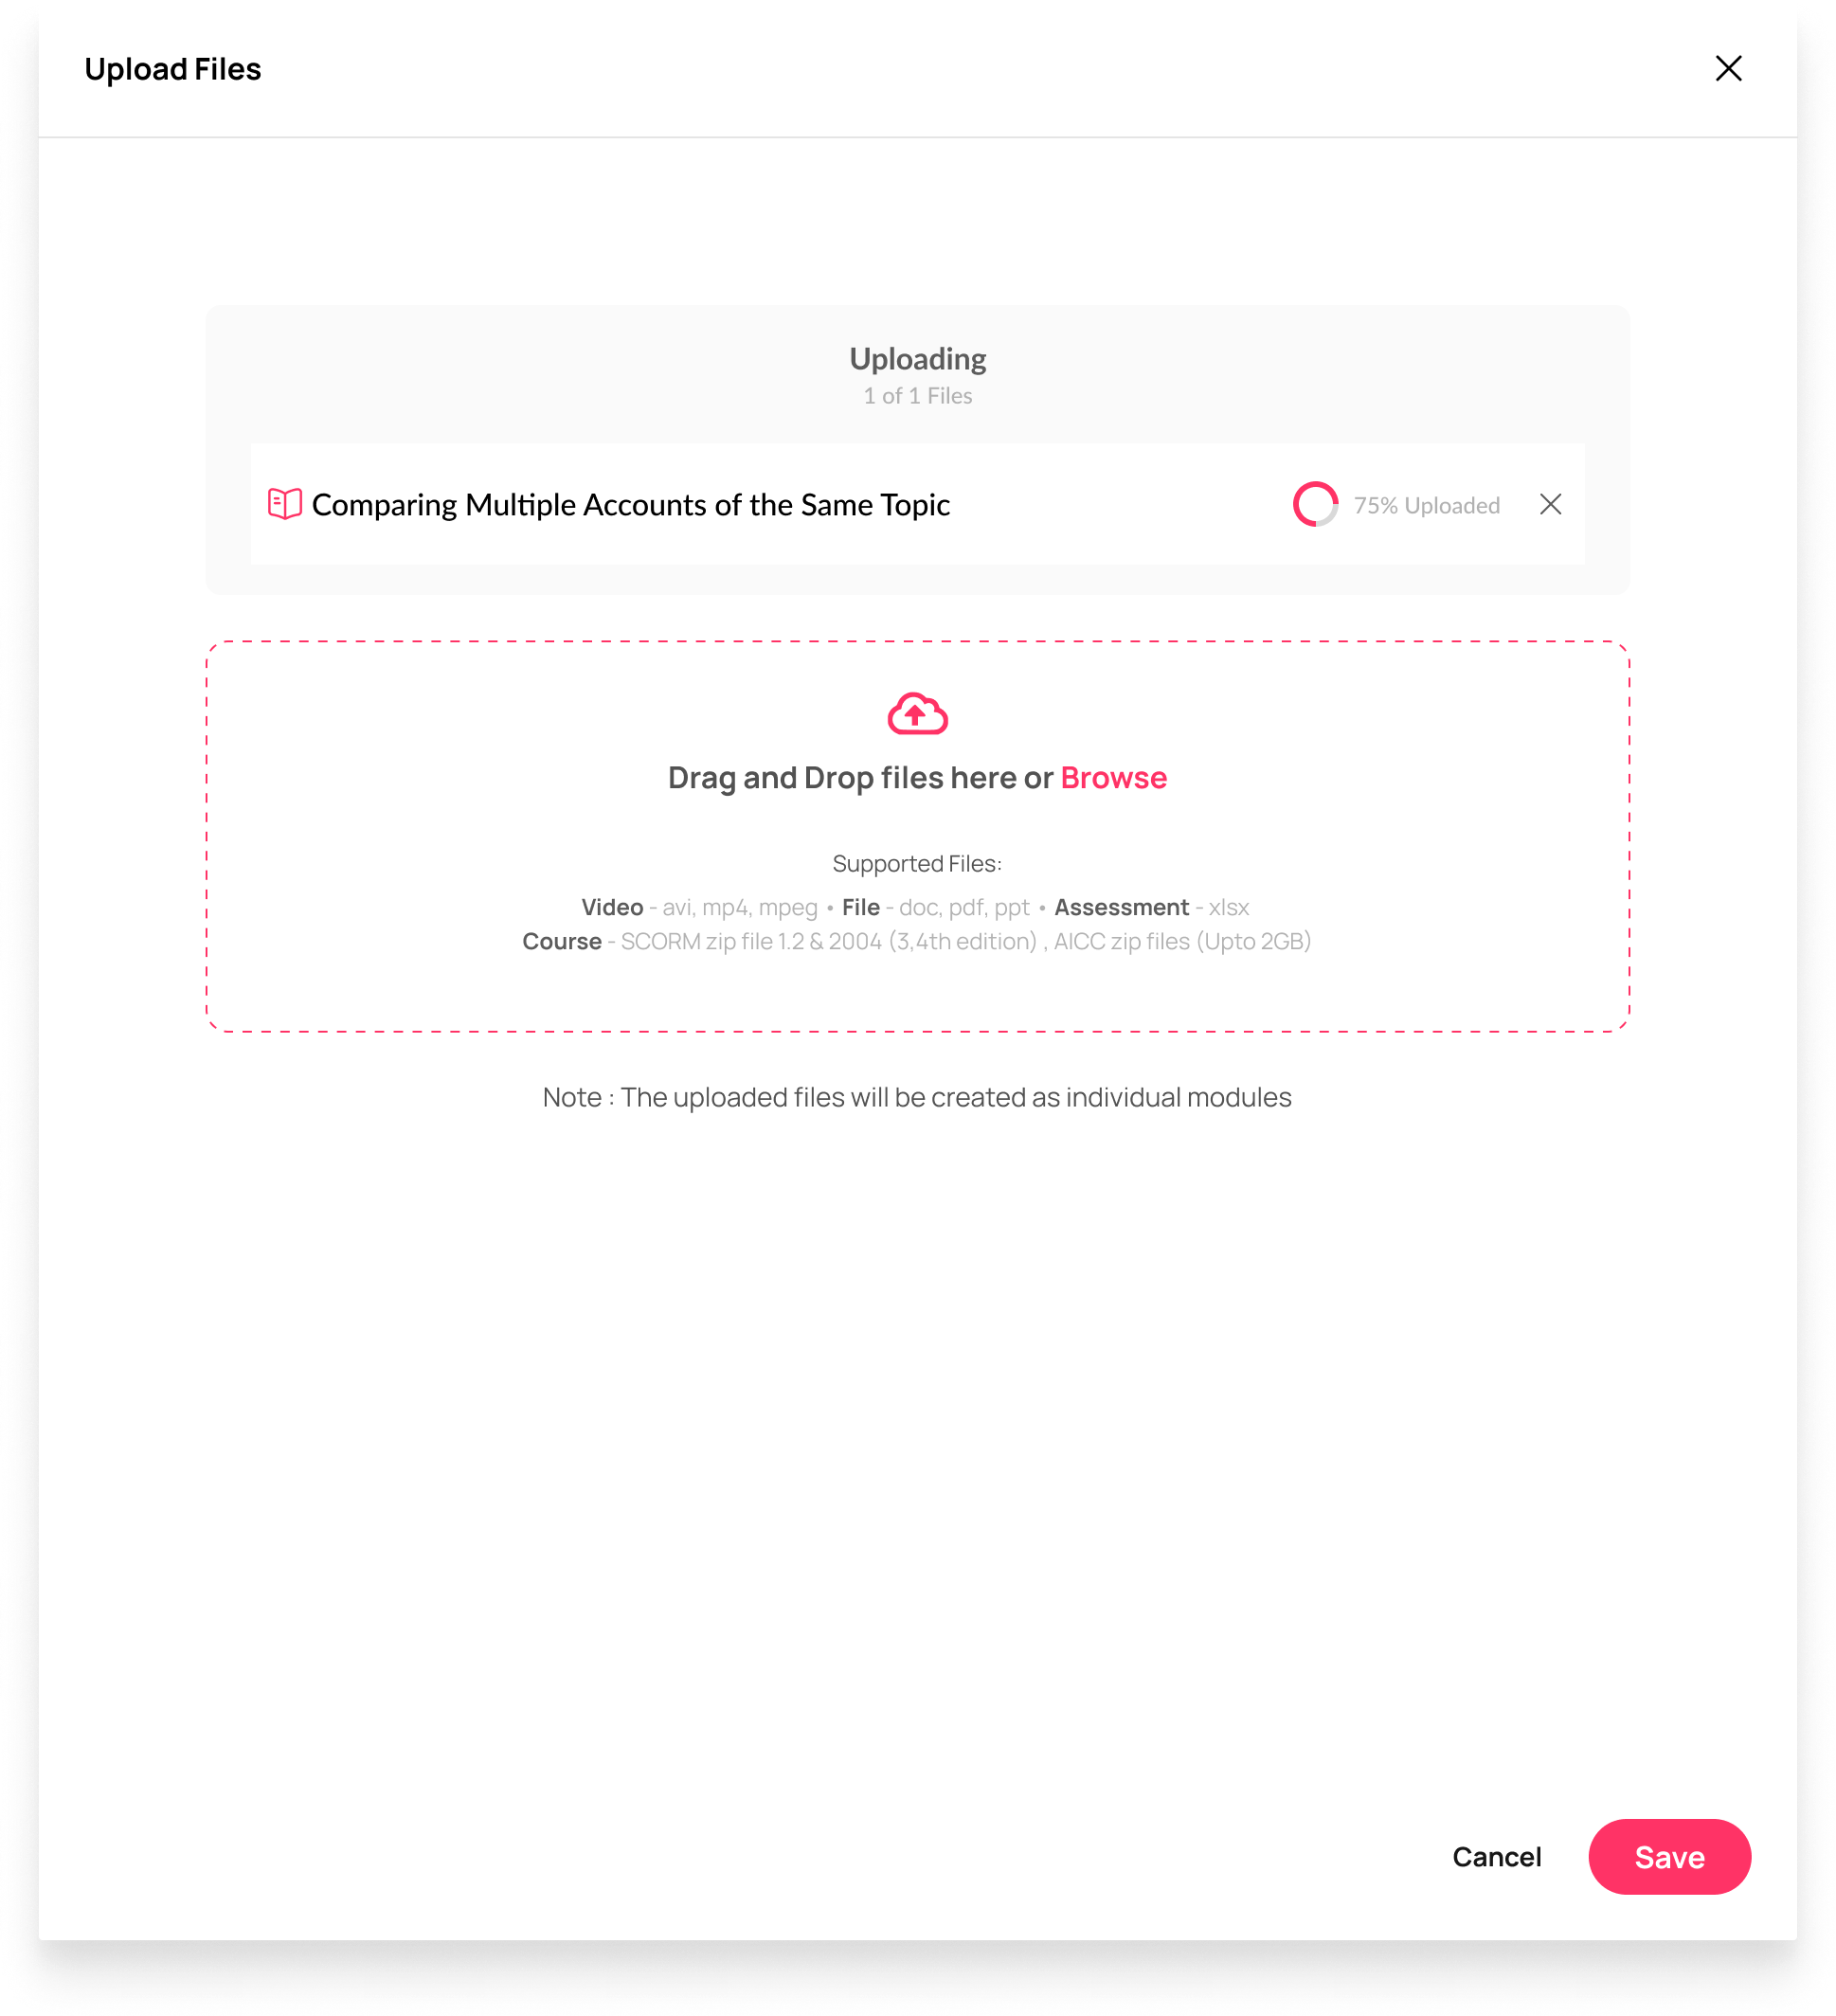 Upload Files
Uploading
1 of 1 Files
Comparing Multiple Accounts of the Same Topic
75% Uploaded
Drag and Drop files here or Browse
Supported Files:
Video - avi, mp4, mpeg • File - doc, pdf, ppt • Assessment - xlsx
Course - SCORM zip file 1.2 & 2004 (3,4th edition) , AICC zip files (Upto 2GB)
Note : The uploaded files will be created as individual modules
Cancel
Save